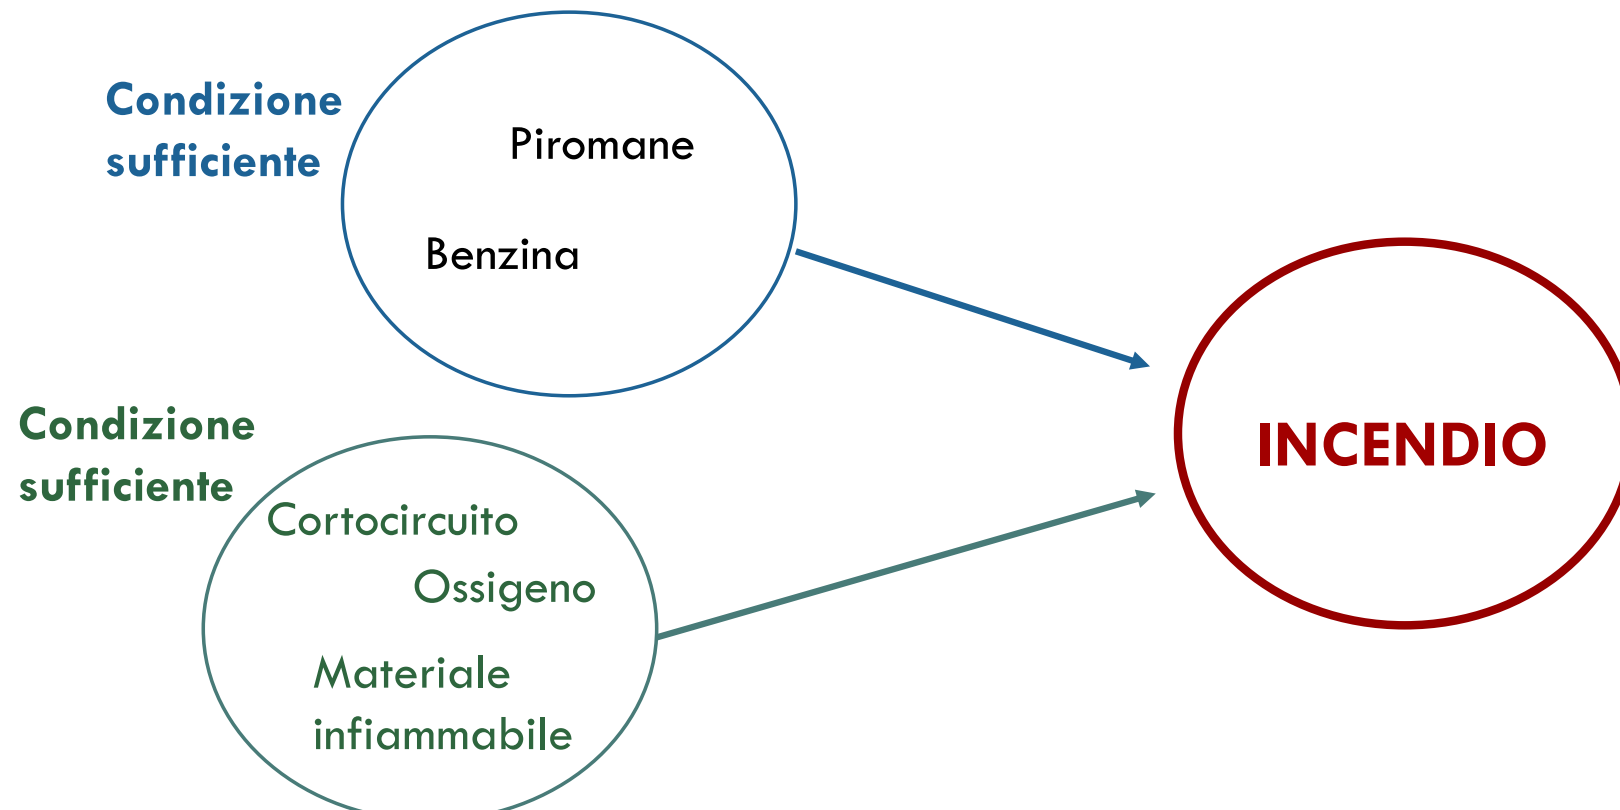 Condizione
sufficiente
Piromane
Benzina
Condizione
sufficiente
Cortocircuito
Ossigeno
Materiale
infiammabile
INCENDIO